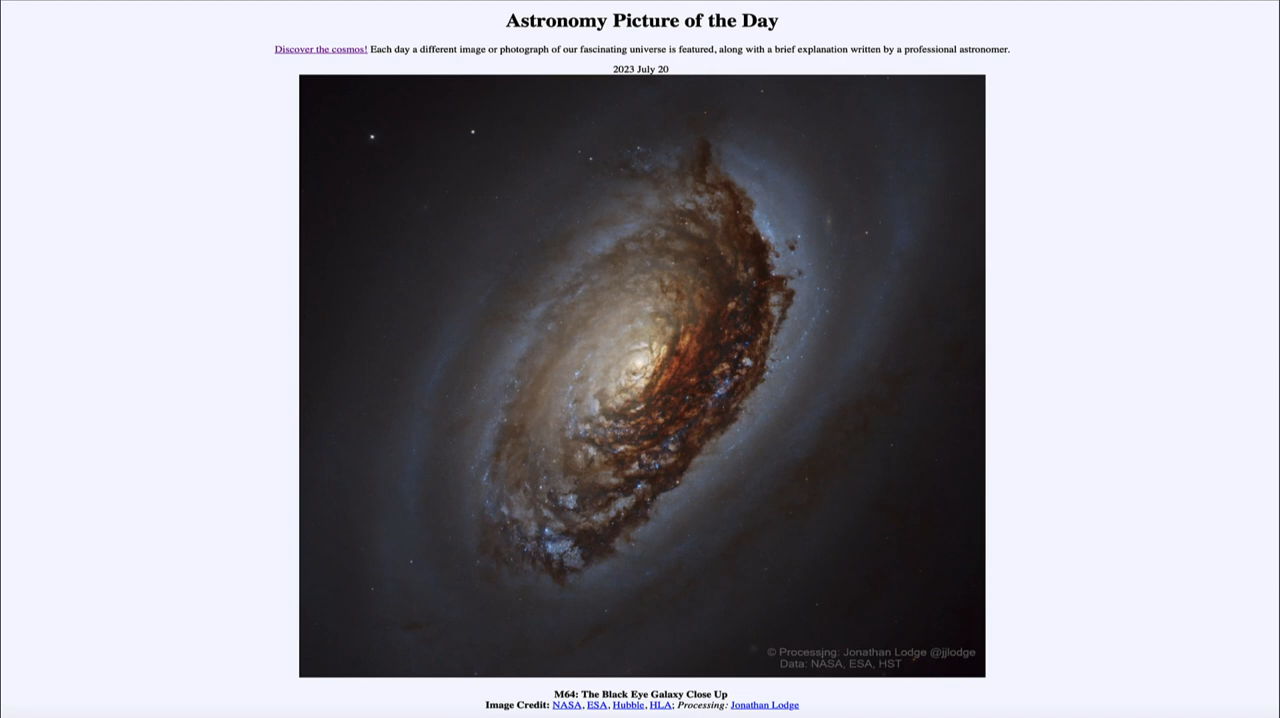 Astronomy Picture of the Day
Discover the cosmos! Each day a different image or photograph of our fascinating universe is featured, along with a brief explanation written by a professional astronomer.
2023 July 20
© Processing: Jonathan Lodge @jjlodge
Data: NASA, ESA, HST
M64: The Black Eye Galaxy Close Up
Image Credit: NASA, ESA, Hubble, HLA; Processing: Jonathan Lodge